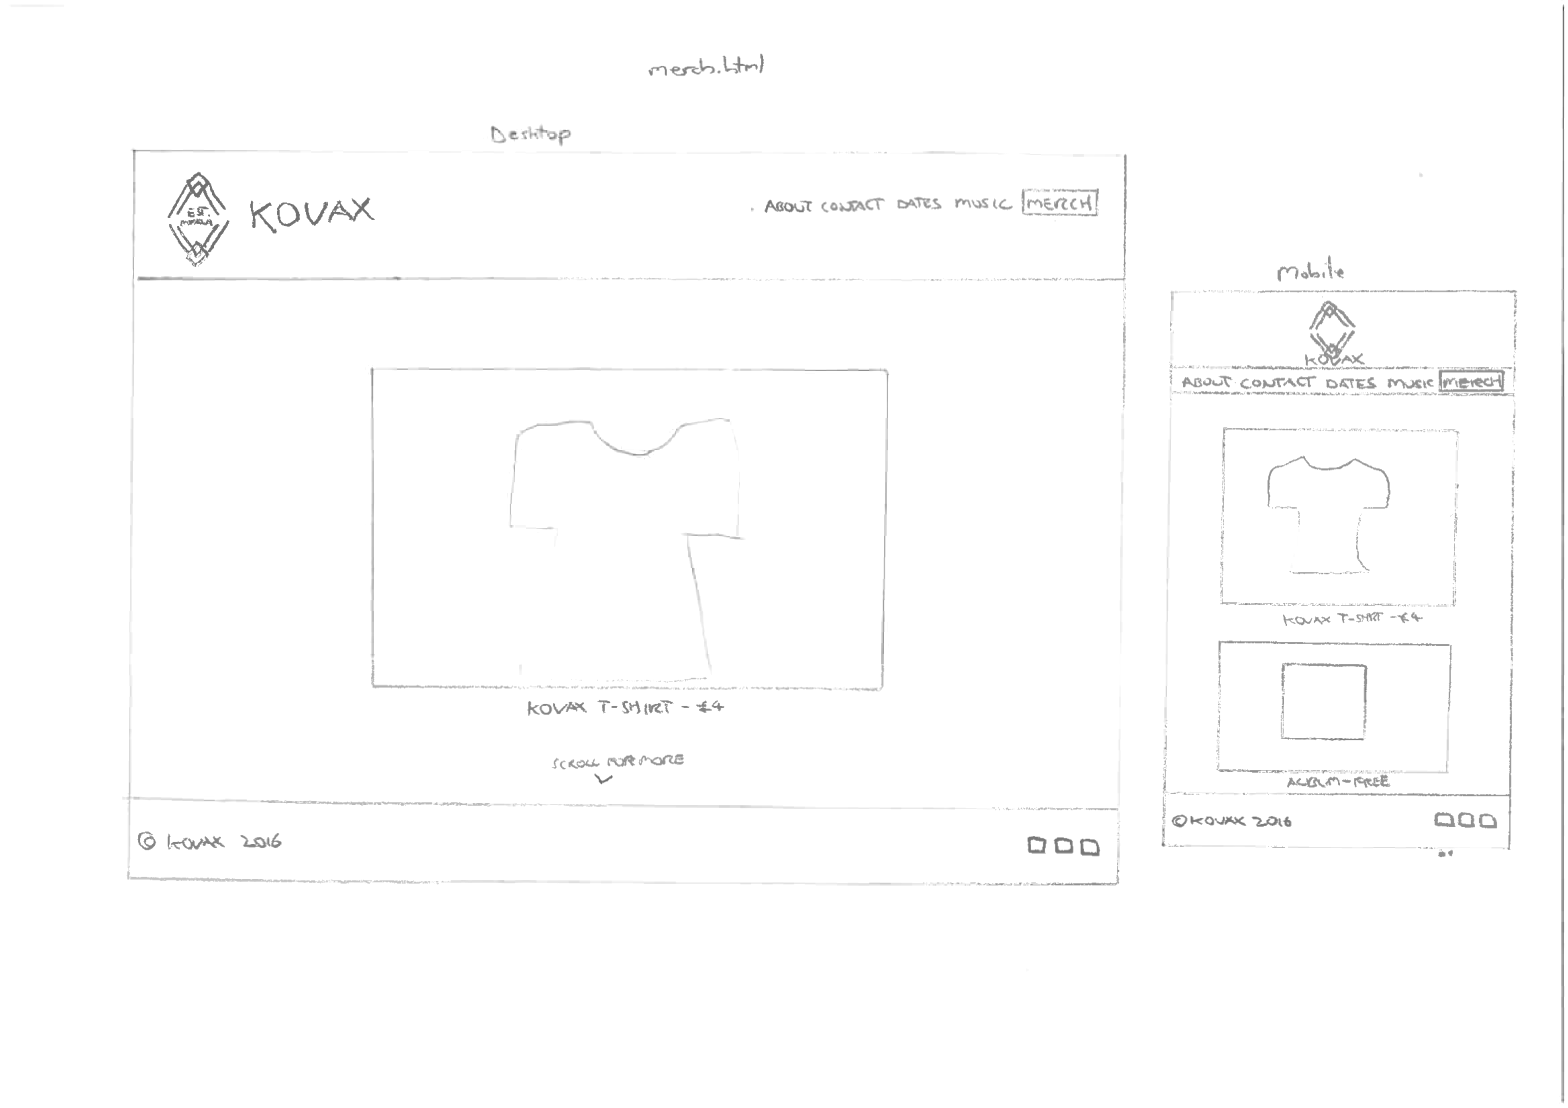 merch.html
Desktop
EST.
KOVAX
ABOUT CONTACT DATES MUSIC MERCH
KOVAX T-SHIRT - £4
SCROLL FOR MORE
© KOVAX 2016
Mobile
KOVAX
ABOUT CONTACT DATES MUSIC MERCH
KOVAX T-SHIRT - £4
ALBUM - FREE
© KOVAX 2016